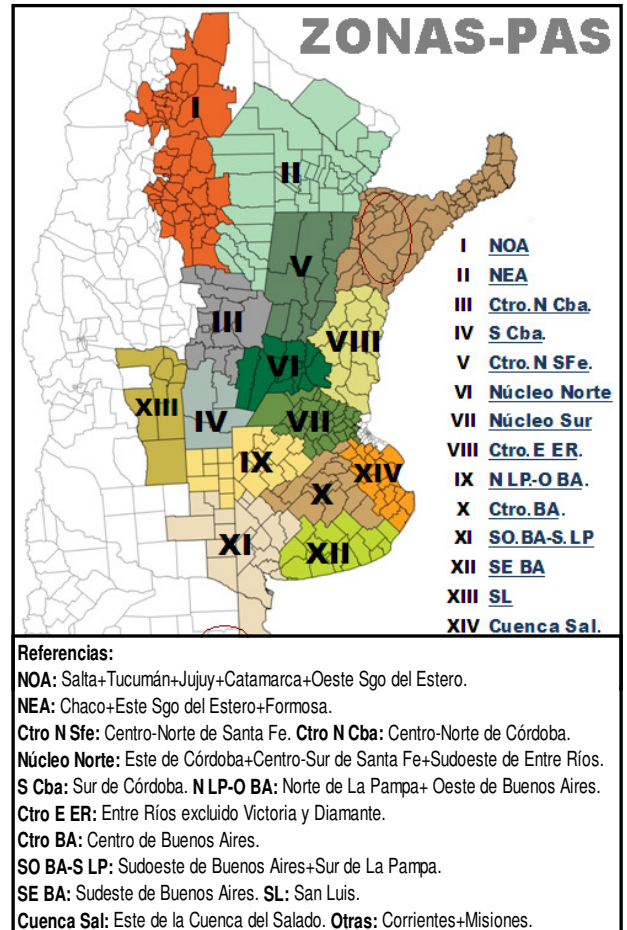 ZONAS-PAS
I
II
V
III
VIII
VI
XIII
IV
VII
IX
XIV
X
XI
XII
I NOA
II NEA
III Ctro.N Cba.
IV S Cba.
V Ctro.N SFe.
VI Núcleo Norte
VII Núcleo Sur
VIII Ctro.E ER.
IX N LP.-O BA.
X Ctro.BA.
XI SO.BA-S.LP
XII SE BA
XIII SL
XIV Cuenca Sal.
Referencias:
NOA: Salta+Tucumán+Jujuy+Catamarca+Oeste Sgo del Estero.
NEA: Chaco+Este Sgo del Estero+Formosa.
Ctro N Sfe: Centro-Norte de Santa Fe. Ctro N Cba: Centro-Norte de Córdoba.
Núcleo Norte: Este de Córdoba+Centro-Sur de Santa Fe+Sudoeste de Entre Ríos.
S Cba: Sur de Córdoba. N LP-O BA: Norte de La Pampa+ Oeste de Buenos Aires.
Ctro E ER: Entre Ríos excluido Victoria y Diamante.
Ctro BA: Centro de Buenos Aires.
SO BA-S LP: Sudoeste de Buenos Aires+Sur de La Pampa.
SE BA: Sudeste de Buenos Aires. SL: San Luis.
Cuenca Sal: Este de la Cuenca del Salado. Otras: Corrientes+Misiones.